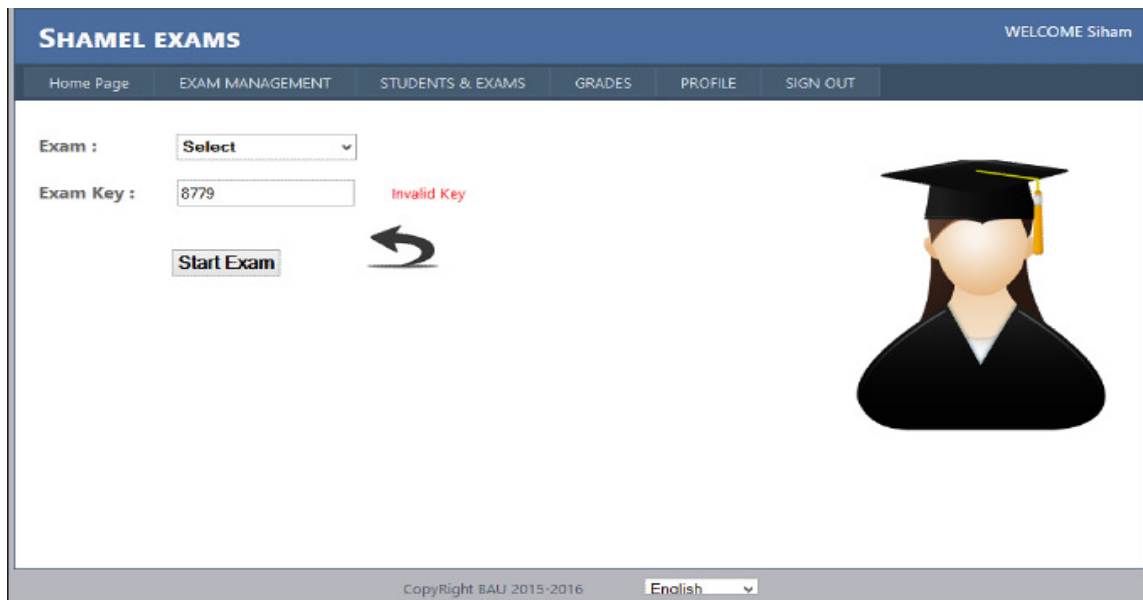 SHAMEL EXAMS
WELCOME Siham
Home Page EXAM MANAGEMENT STUDENTS & EXAMS GRADES PROFILE SIGN OUT
Exam : Select
Exam Key : 8779 Invalid Key
Start Exam
CopyRight BAU 2015-2016 English